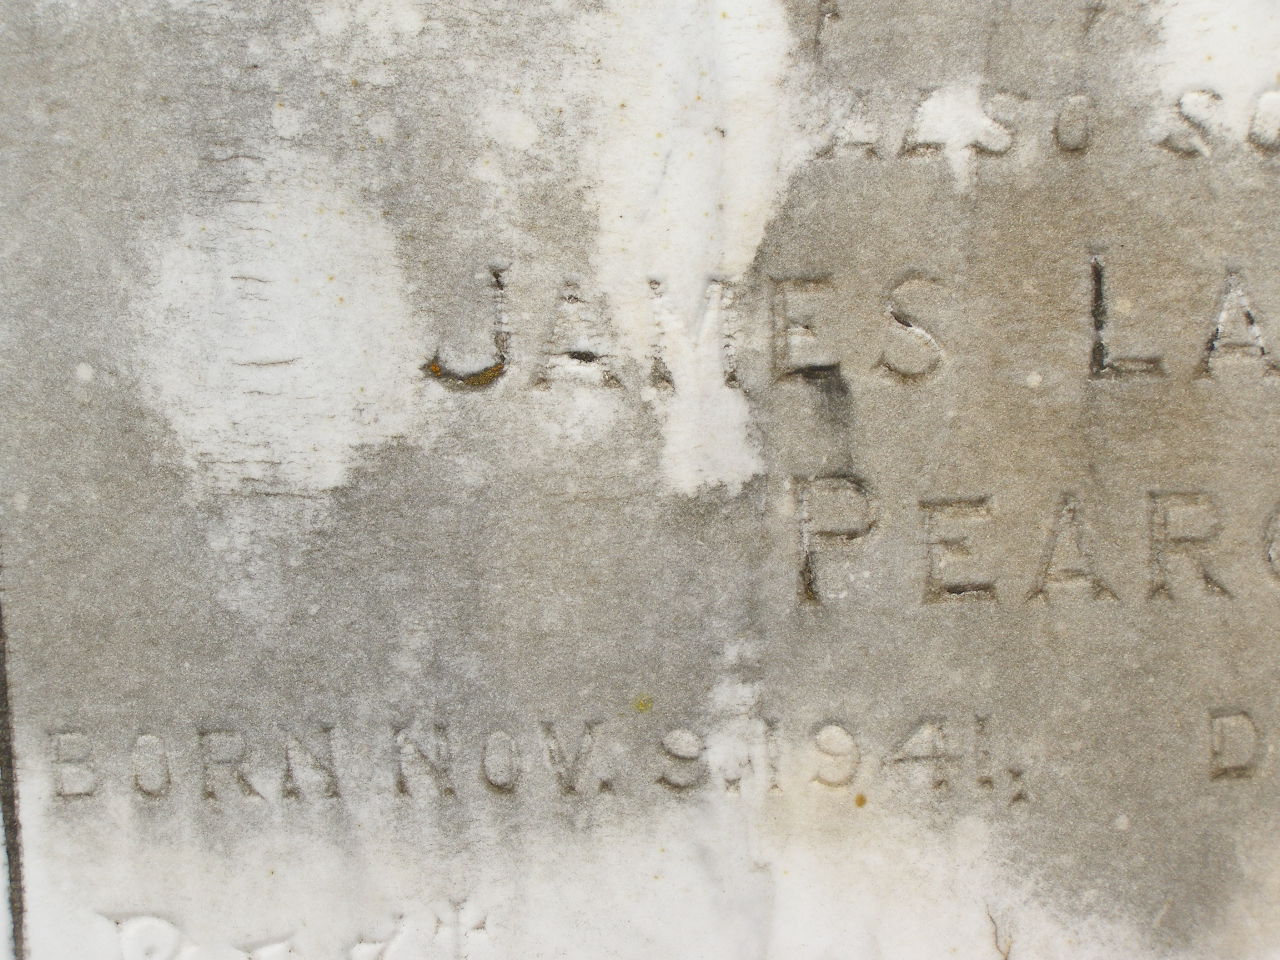 ALSO SO
JAMES LA
PEARC
BORN NOV. 9, 1941, D